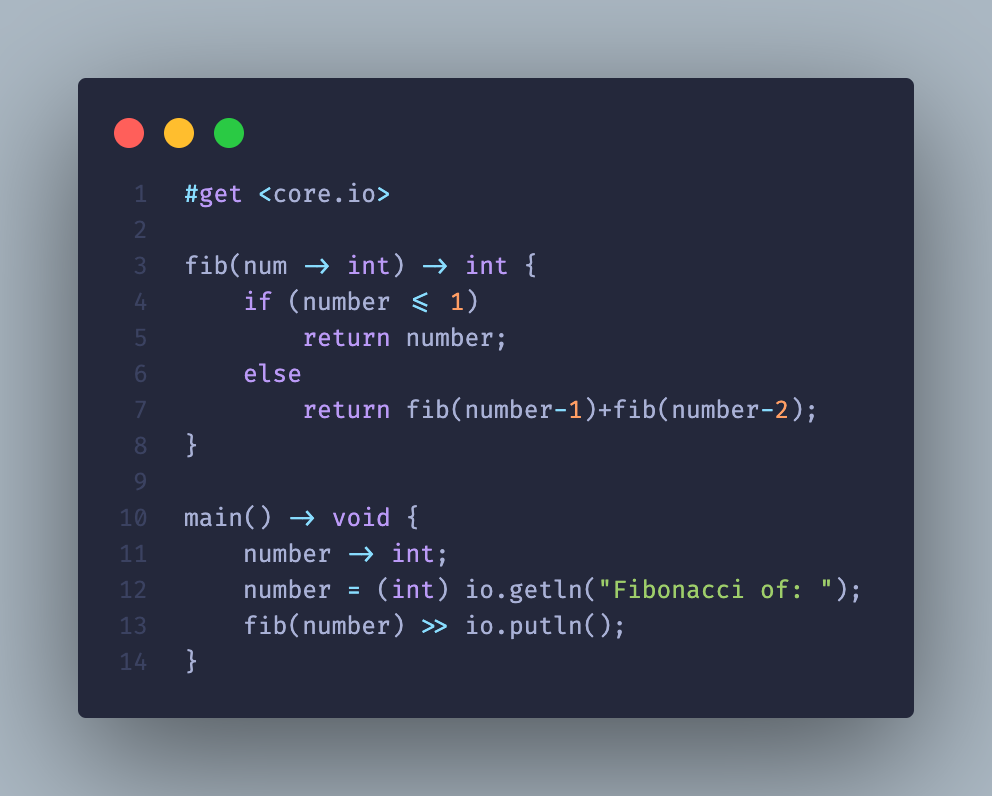 1 #get <core.io>
2
3 fib(num -> int) -> int {
4     if (number <= 1)
5         return number;
6     else
7         return fib(number-1)+fib(number-2);
8 }
9
10 main() -> void {
11     number -> int;
12     number = (int) io.getln("Fibonacci of: ");
13     fib(number) >> io.putln();
14 }